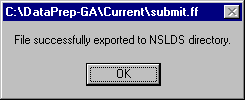 C:\DataPrep-GA\Current\submit.ff
File successfully exported to NSLDS directory.
OK